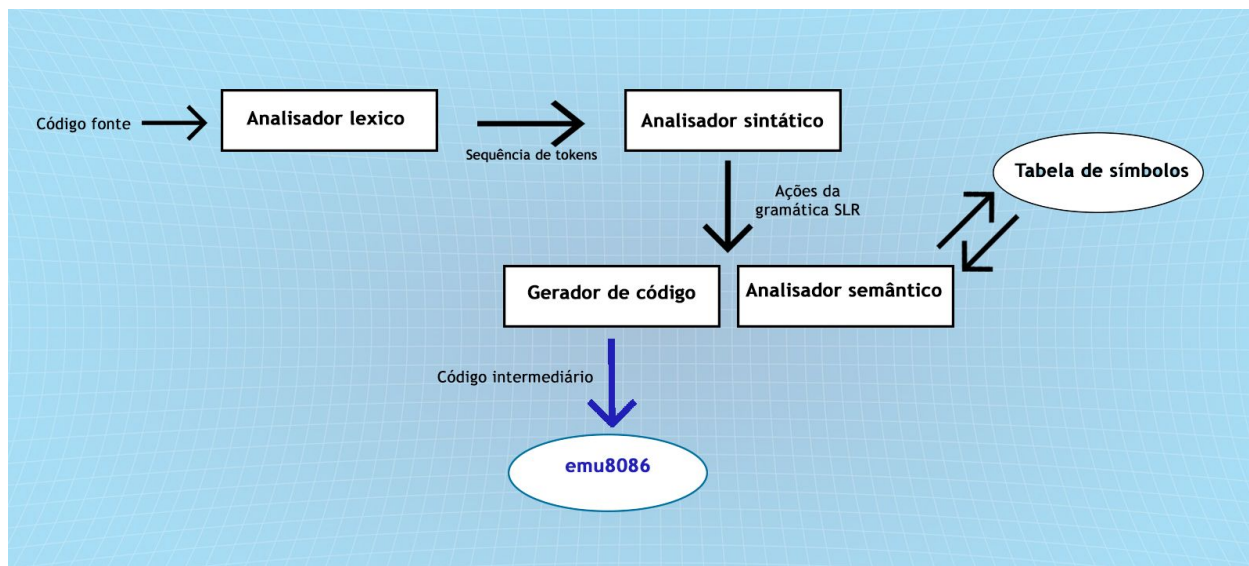 Código fonte
Analisador lexico
Sequência de tokens
Analisador sintático
Ações da
gramática SLR
Tabela de símbolos
Gerador de código
Analisador semântico
Código intermediário
emu8086